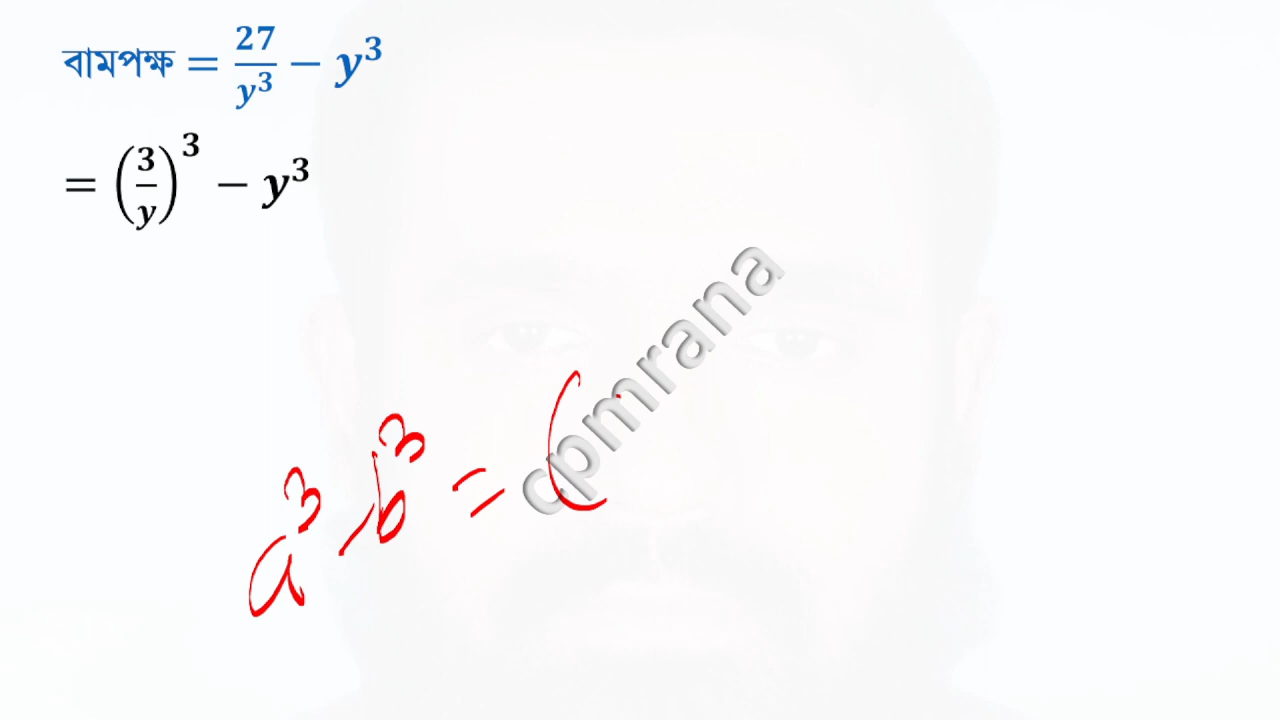 বামপক্ষ = 27/y³ − y³
= (3/y)³ − y³
cpmrana
a³ - b³ = (